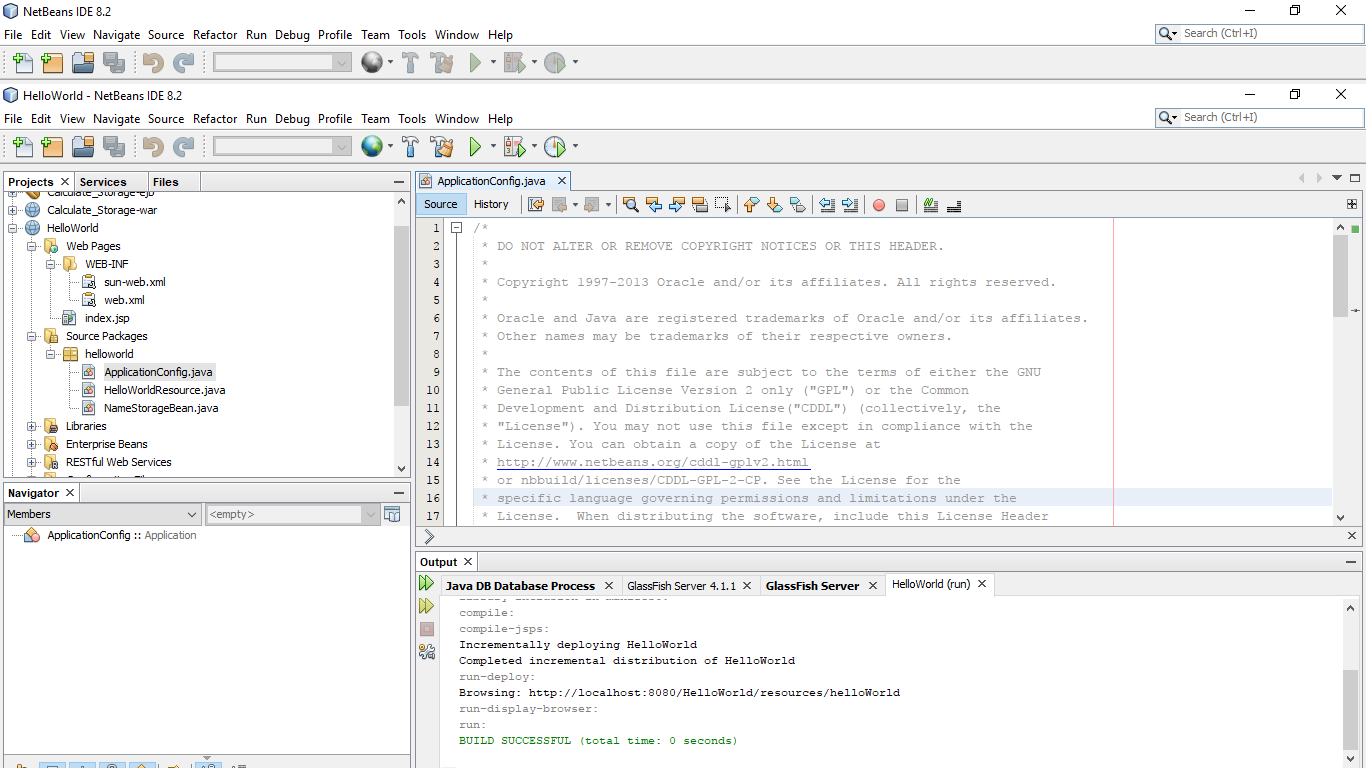 NetBeans IDE 8.2
File Edit View Navigate Source Refactor Run Debug Profile Team Tools Window Help
Search (Ctrl+I)
HelloWorld - NetBeans IDE 8.2
File Edit View Navigate Source Refactor Run Debug Profile Team Tools Window Help
Search (Ctrl+I)
Projects Services Files
Calculate_Storage-ejb
Calculate_Storage-war
HelloWorld
Web Pages
WEB-INF
sun-web.xml
web.xml
index.jsp
Source Packages
helloworld
ApplicationConfig.java
HelloWorldResource.java
NameStorageBean.java
Libraries
Enterprise Beans
RESTful Web Services
Navigator
Members <empty>
ApplicationConfig :: Application
ApplicationConfig.java
Source History
1 /*
2 * DO NOT ALTER OR REMOVE COPYRIGHT NOTICES OR THIS HEADER.
3 *
4 * Copyright 1997-2013 Oracle and/or its affiliates. All rights reserved.
5 *
6 * Oracle and Java are registered trademarks of Oracle and/or its affiliates.
7 * Other names may be trademarks of their respective owners.
8 *
9 * The contents of this file are subject to the terms of either the GNU
10 * General Public License Version 2 only ("GPL") or the Common
11 * Development and Distribution License("CDDL") (collectively, the
12 * "License"). You may not use this file except in compliance with the
13 * License. You can obtain a copy of the License at
14 * http://www.netbeans.org/cddl-gplv2.html
15 * or nbbuild/licenses/CDDL-GPL-2-CP. See the License for the
16 * specific language governing permissions and limitations under the
17 * License.  When distributing the software, include this License Header
Output
Java DB Database Process GlassFish Server 4.1.1 GlassFish Server HelloWorld (run)
compile:
compile-jsps:
Incrementally deploying HelloWorld
Completed incremental distribution of HelloWorld
run-deploy:
Browsing: http://localhost:8080/HelloWorld/resources/helloWorld
run-display-browser:
run:
BUILD SUCCESSFUL (total time: 0 seconds)